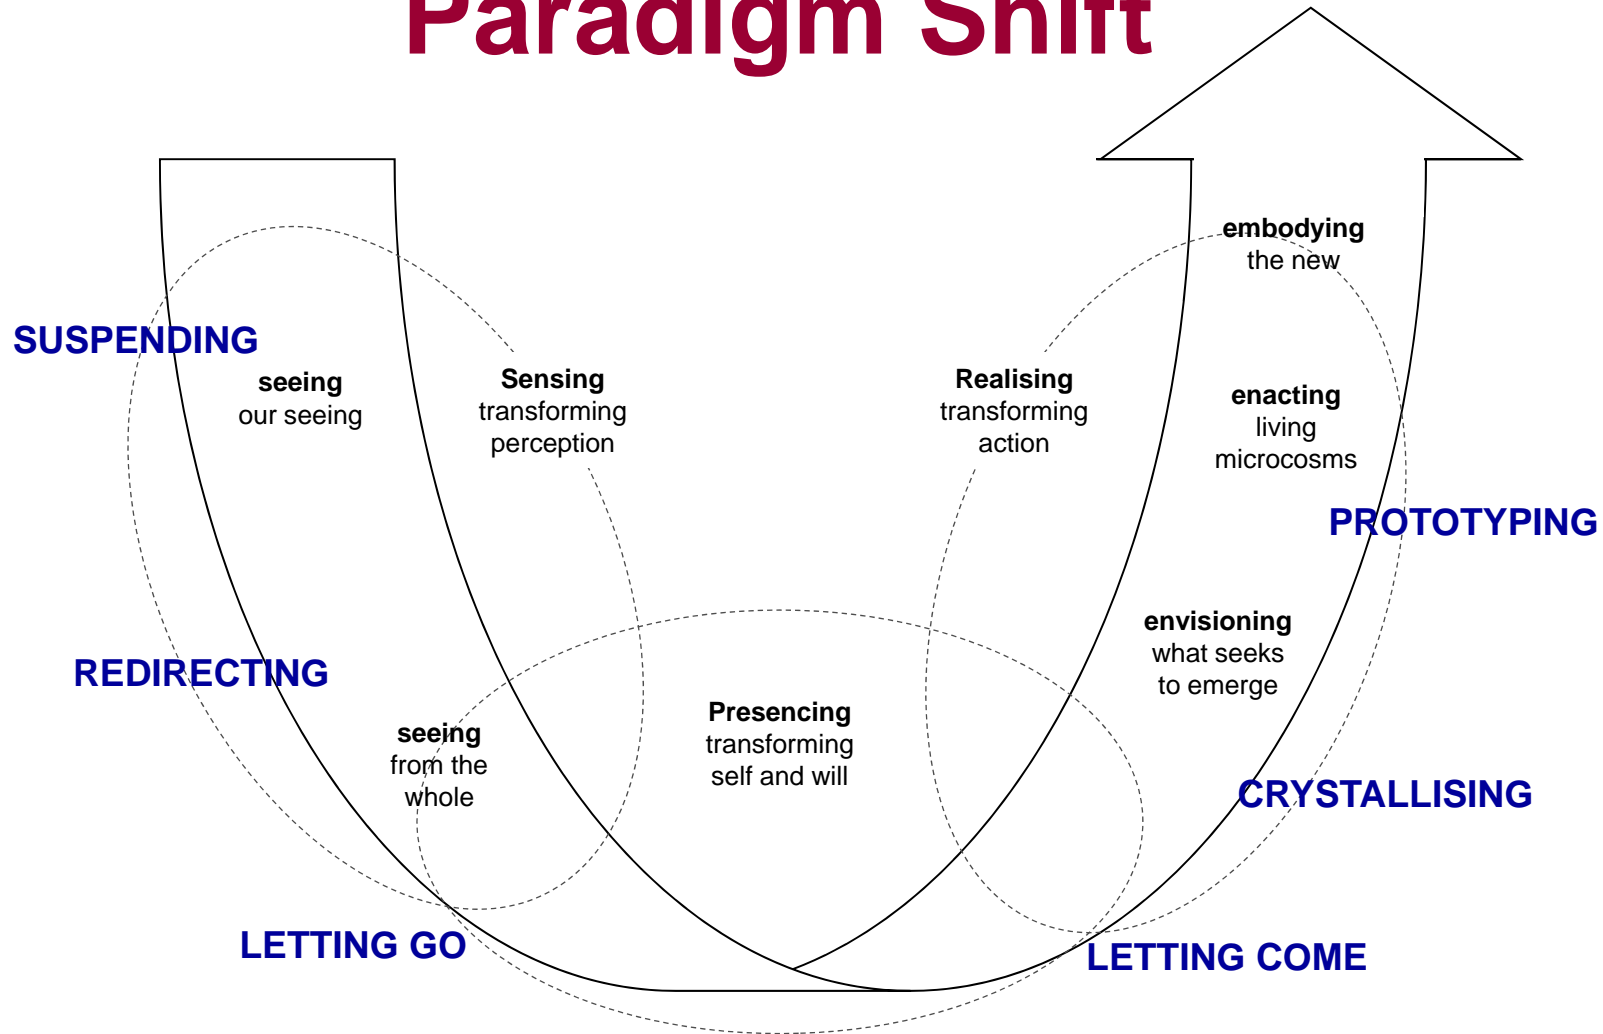 Paradigm Shift
SUSPENDING
seeing
our seeing
Sensing
transforming
perception
REDIRECTING
seeing
from the
whole
LETTING GO
Presencing
transforming
self and will
LETTING COME
Realising
transforming
action
CRYSTALLISING
envisioning
what seeks
to emerge
PROTOTYPING
enacting
living
microcosms
embodying
the new